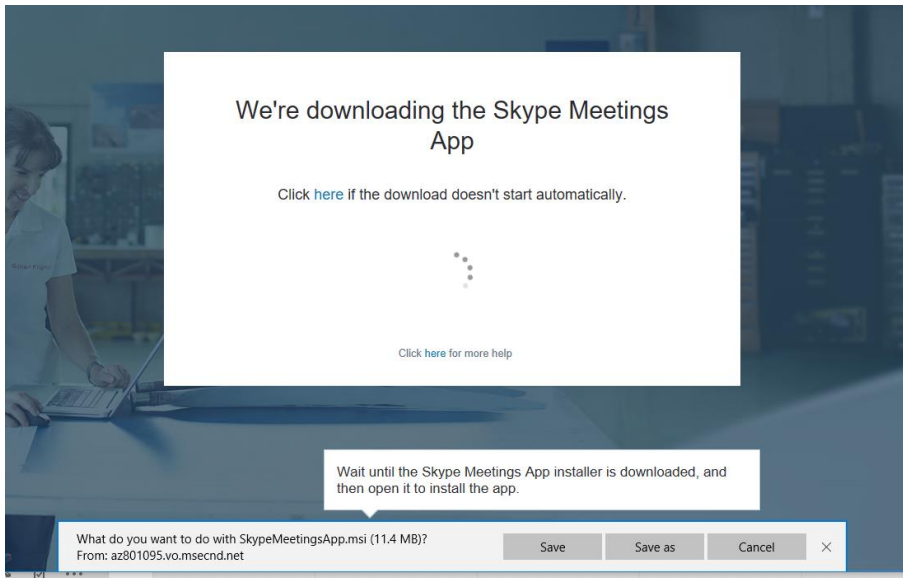 We're downloading the Skype Meetings
App
Click here if the download doesn't start automatically.
Click here for more help
Wait until the Skype Meetings App installer is downloaded, and
then open it to install the app.
What do you want to do with SkypeMeetingsApp.msi (11.4 MB)?
From: az801095.vo.msecnd.net
Save
Save as
Cancel